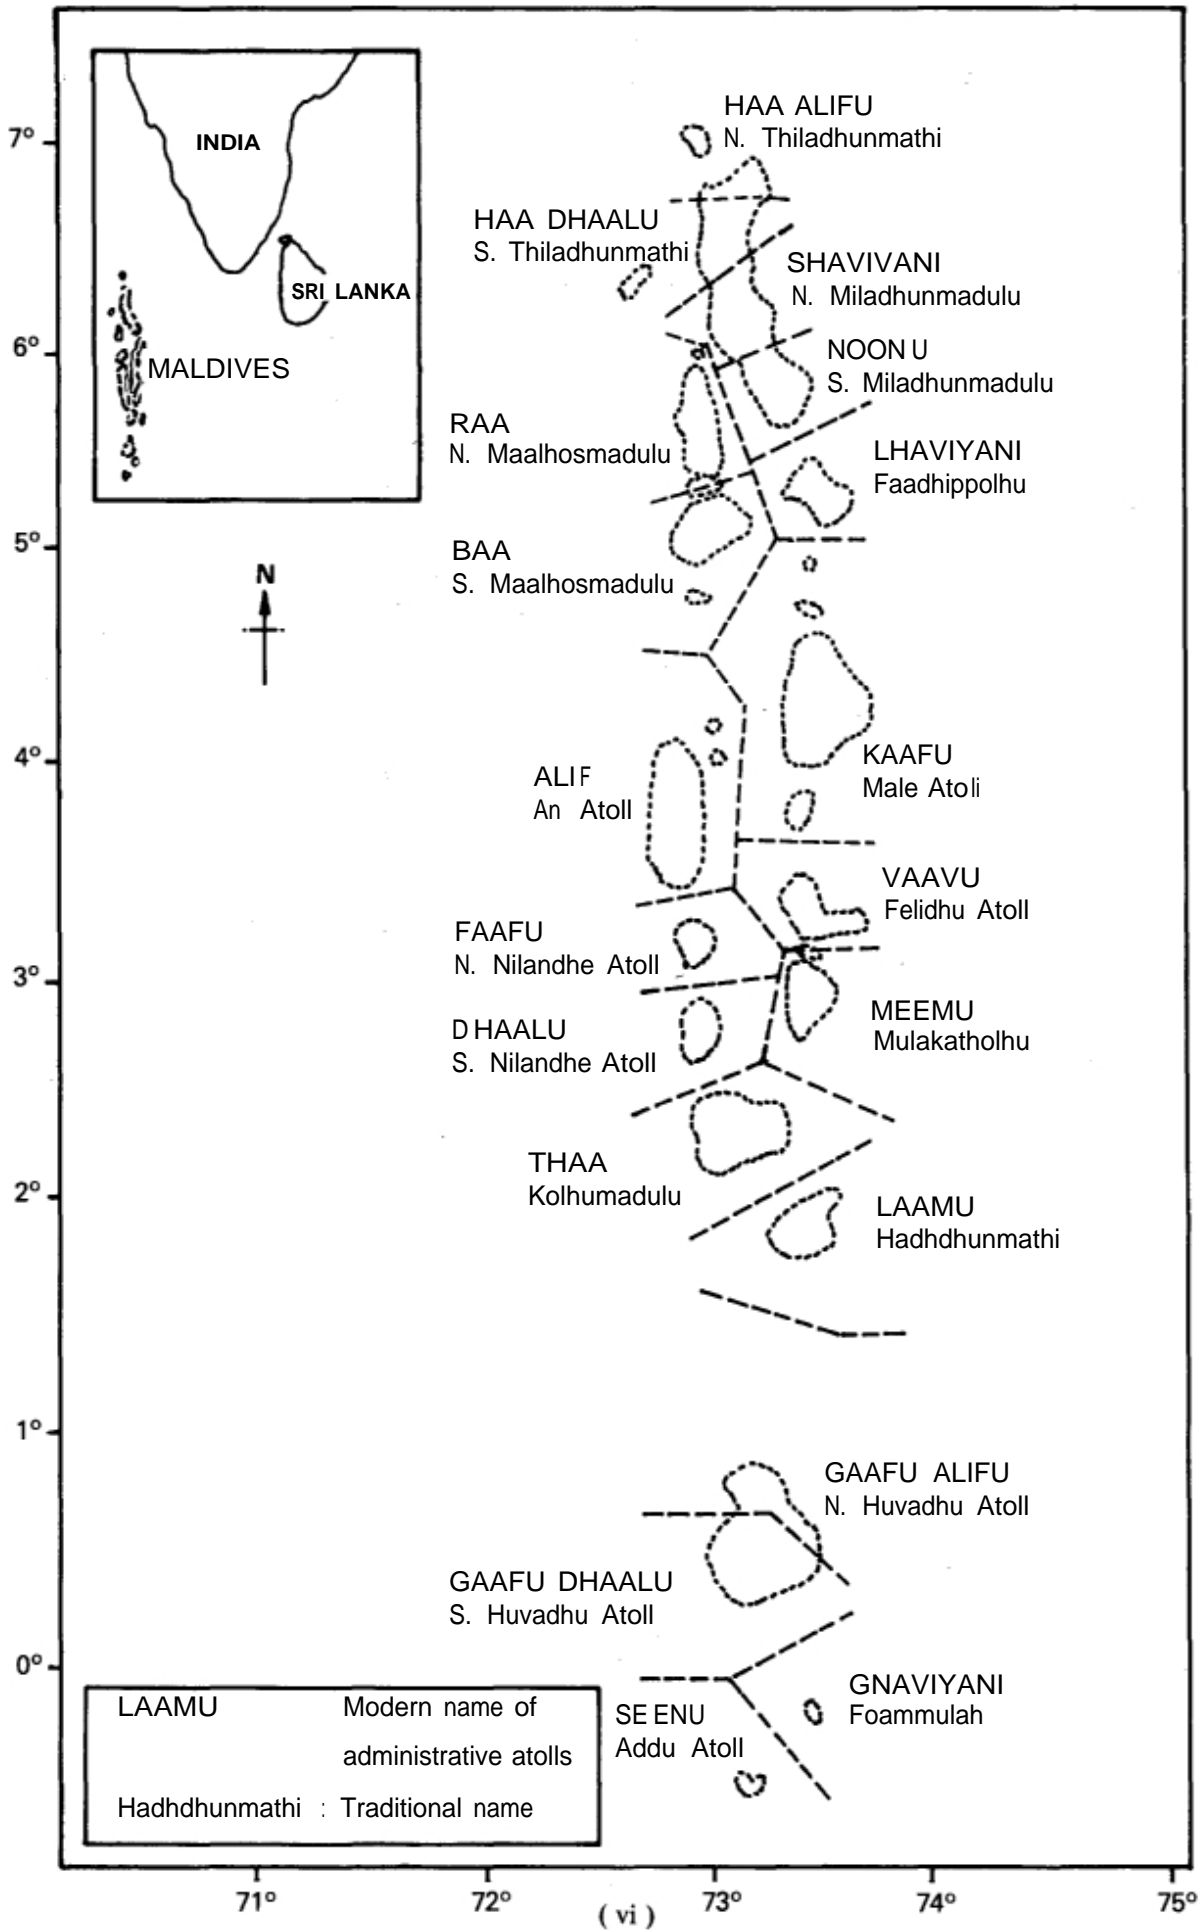 7°
6°
5°
4°
3°
2°
1°
0°
INDIA
SRI LANKA
MALDIVES
N
HAA ALIFU
N. Thiladhunmathi
HAA DHAALU
S. Thiladhunmathi
SHAVIVANI
N. Miladhunmadulu
NOONU
S. Miladhunmadulu
RAA
N. Maalhosmadulu
LHAVIYANI
Faadhippolhu
BAA
S. Maalhosmadulu
KAAFU
Male Atoli
ALIF
An Atoll
VAAVU
Felidhu Atoll
FAAFU
N. Nilandhe Atoll
MEEMU
Mulakatholhu
DHAALU
S. Nilandhe Atoll
THAA
Kolhumadulu
LAAMU
Hadhdhunmathi
GAAFU ALIFU
N. Huvadhu Atoll
GAAFU DHAALU
S. Huvadhu Atoll
GNAVIYANI
Foammulah
SEENU
Addu Atoll
LAAMU Modern name of
administrative atolls
Hadhdhunmathi : Traditional name
71° 72° 73° 74° 75°
( vi )